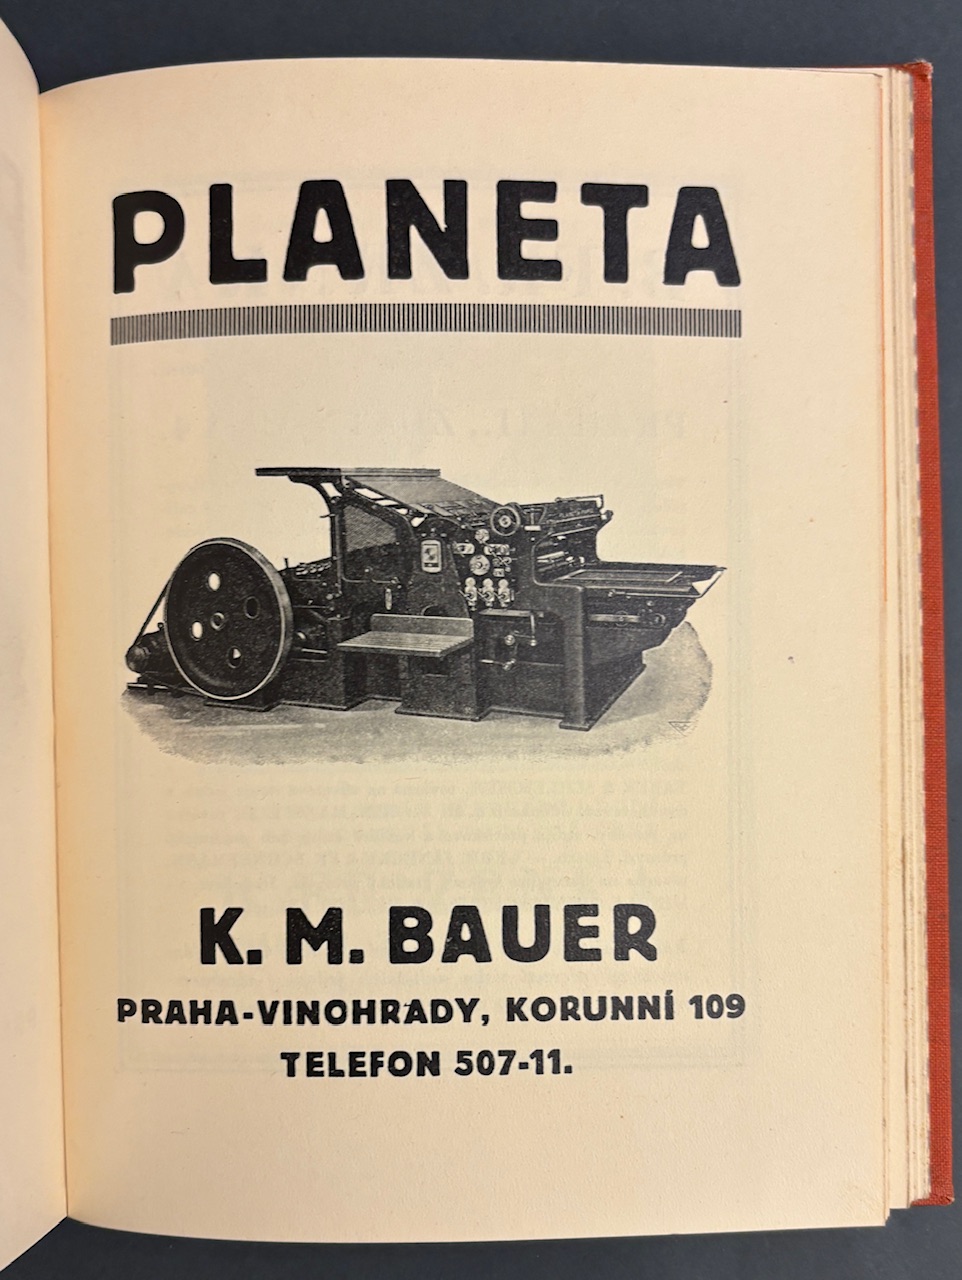 PLANETA
K. M. BAUER
PRAHA-VINOHRADY, KORUNNÍ 109
TELEFON 507-11.